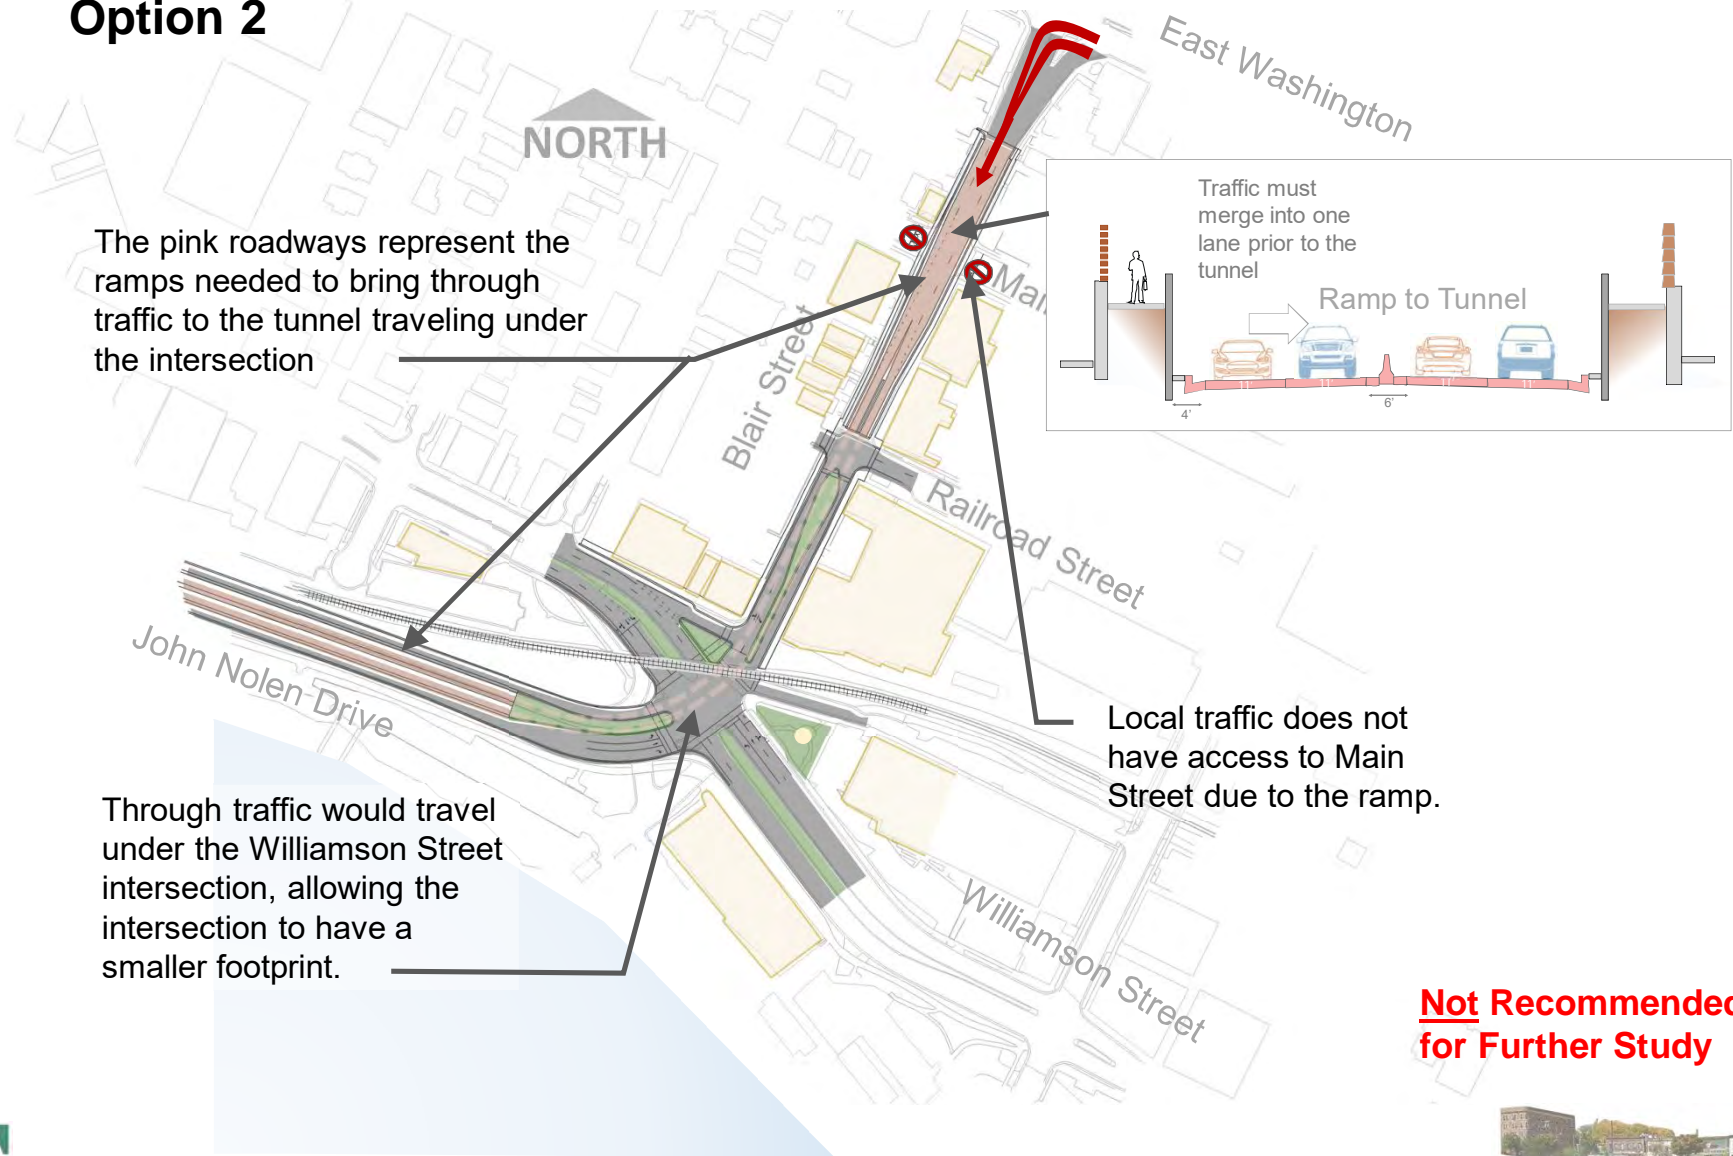 Option 2
East Washington
NORTH
Traffic must
merge into one
lane prior to the
tunnel
Ramp to Tunnel
11'
11'
11'
11'
4'
6'
The pink roadways represent the
ramps needed to bring through
traffic to the tunnel traveling under
the intersection
Mai
Blair Street
Railroad Street
John Nolen Drive
Local traffic does not
have access to Main
Street due to the ramp.
Through traffic would travel
under the Williamson Street
intersection, allowing the
intersection to have a
smaller footprint.
Williamson Street
Not Recommended
for Further Study